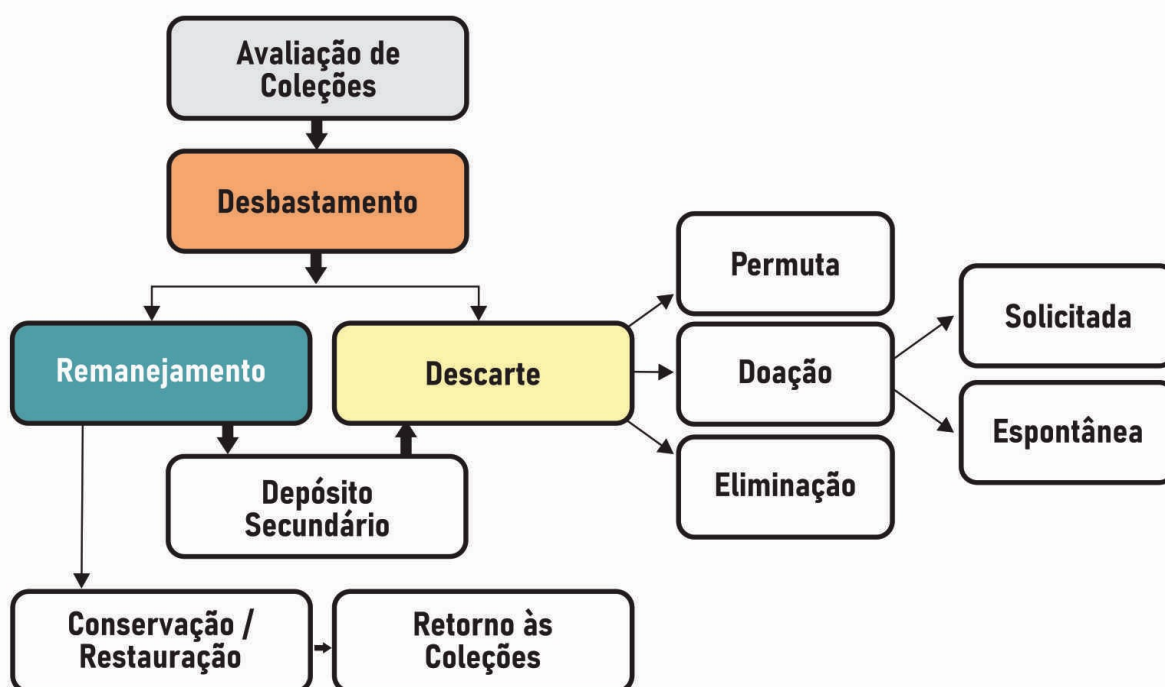 Avaliação de
Coleções
Desbastamento
Permuta
Solicitada
Remanejamento
Descarte
Doação
Espontânea
Eliminação
Depósito
Secundário
Conservação /
Restauração
Retorno às
Coleções